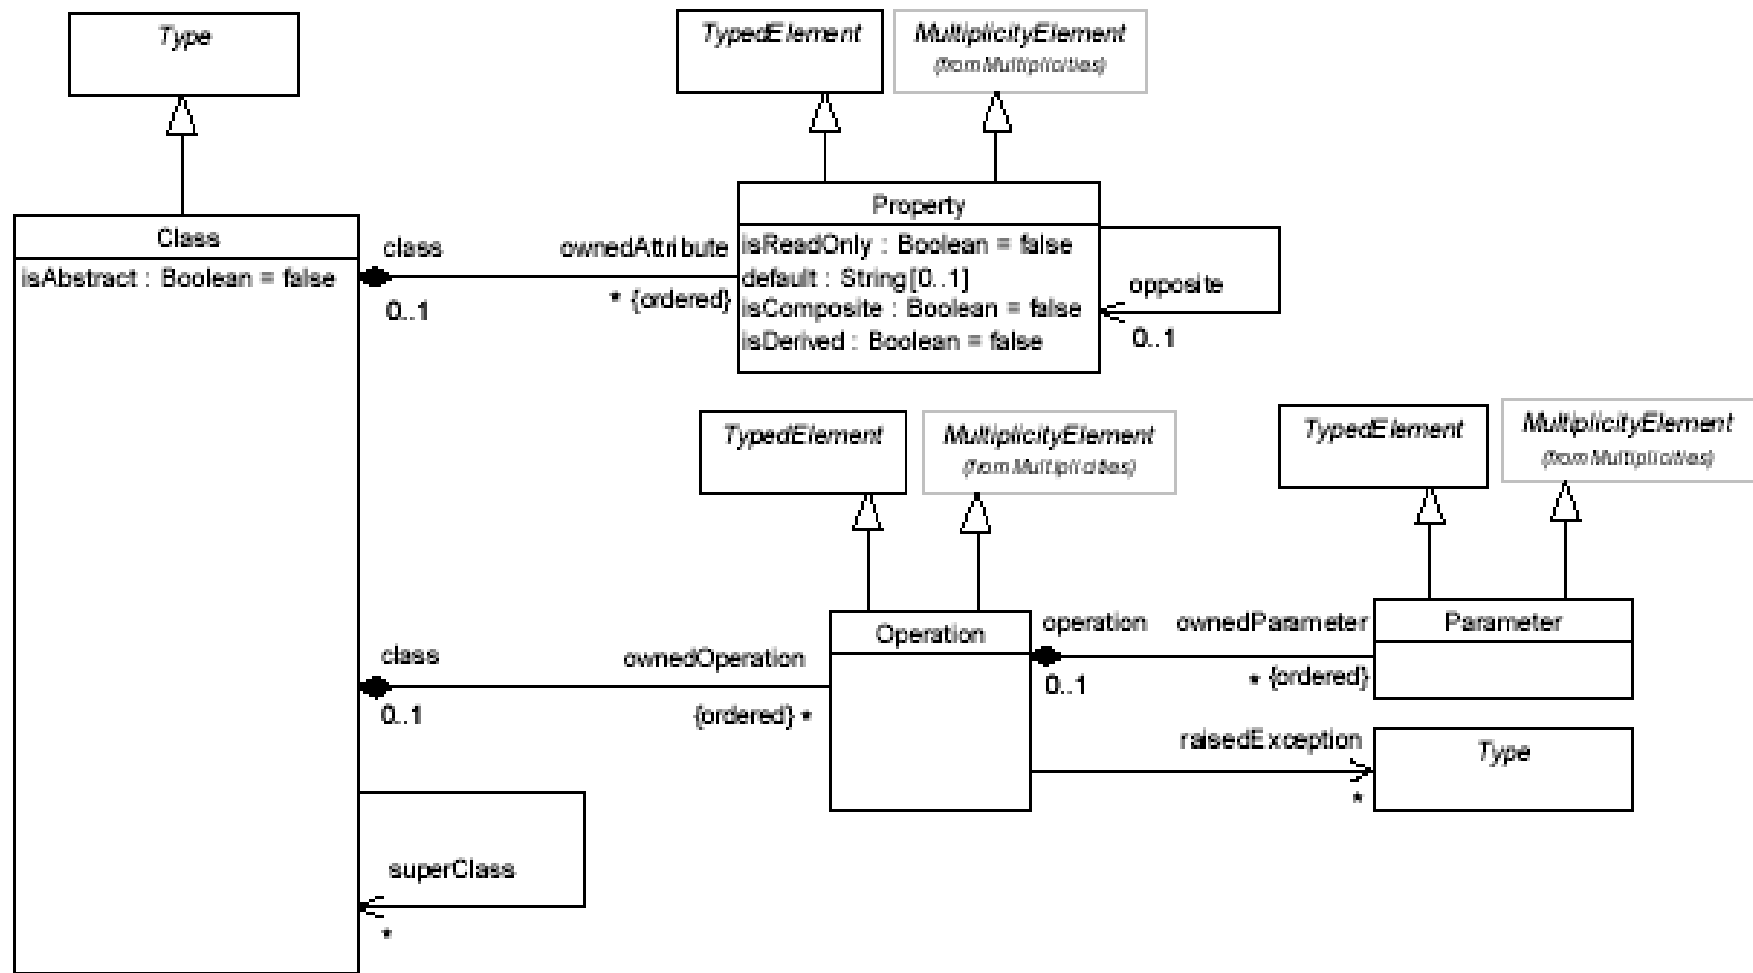 Type
TypedElement
MultiplicityElement
(from Multiplicities)
Property
isReadOnly : Boolean = false
default : String[0..1]
isComposite : Boolean = false
isDerived : Boolean = false
Class
isAbstract : Boolean = false
class
ownedAttribute
0..1
* {ordered}
opposite
0..1
TypedElement
MultiplicityElement
(from Multiplicities)
TypedElement
MultiplicityElement
(from Multiplicities)
Operation
operation
ownedParameter
Parameter
0..1
* {ordered}
class
ownedOperation
0..1
{ordered} *
raisedException
*
Type
superClass
*